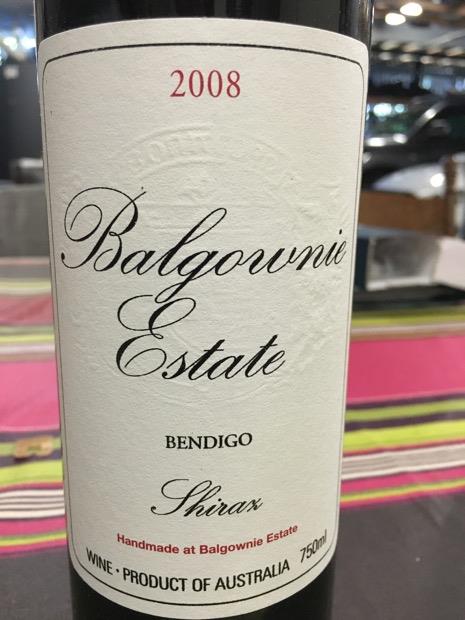 2008
Balgownie
Estate
BENDIGO
Shiraz
Handmade at Balgownie Estate
WINE • PRODUCT OF AUSTRALIA 750ml